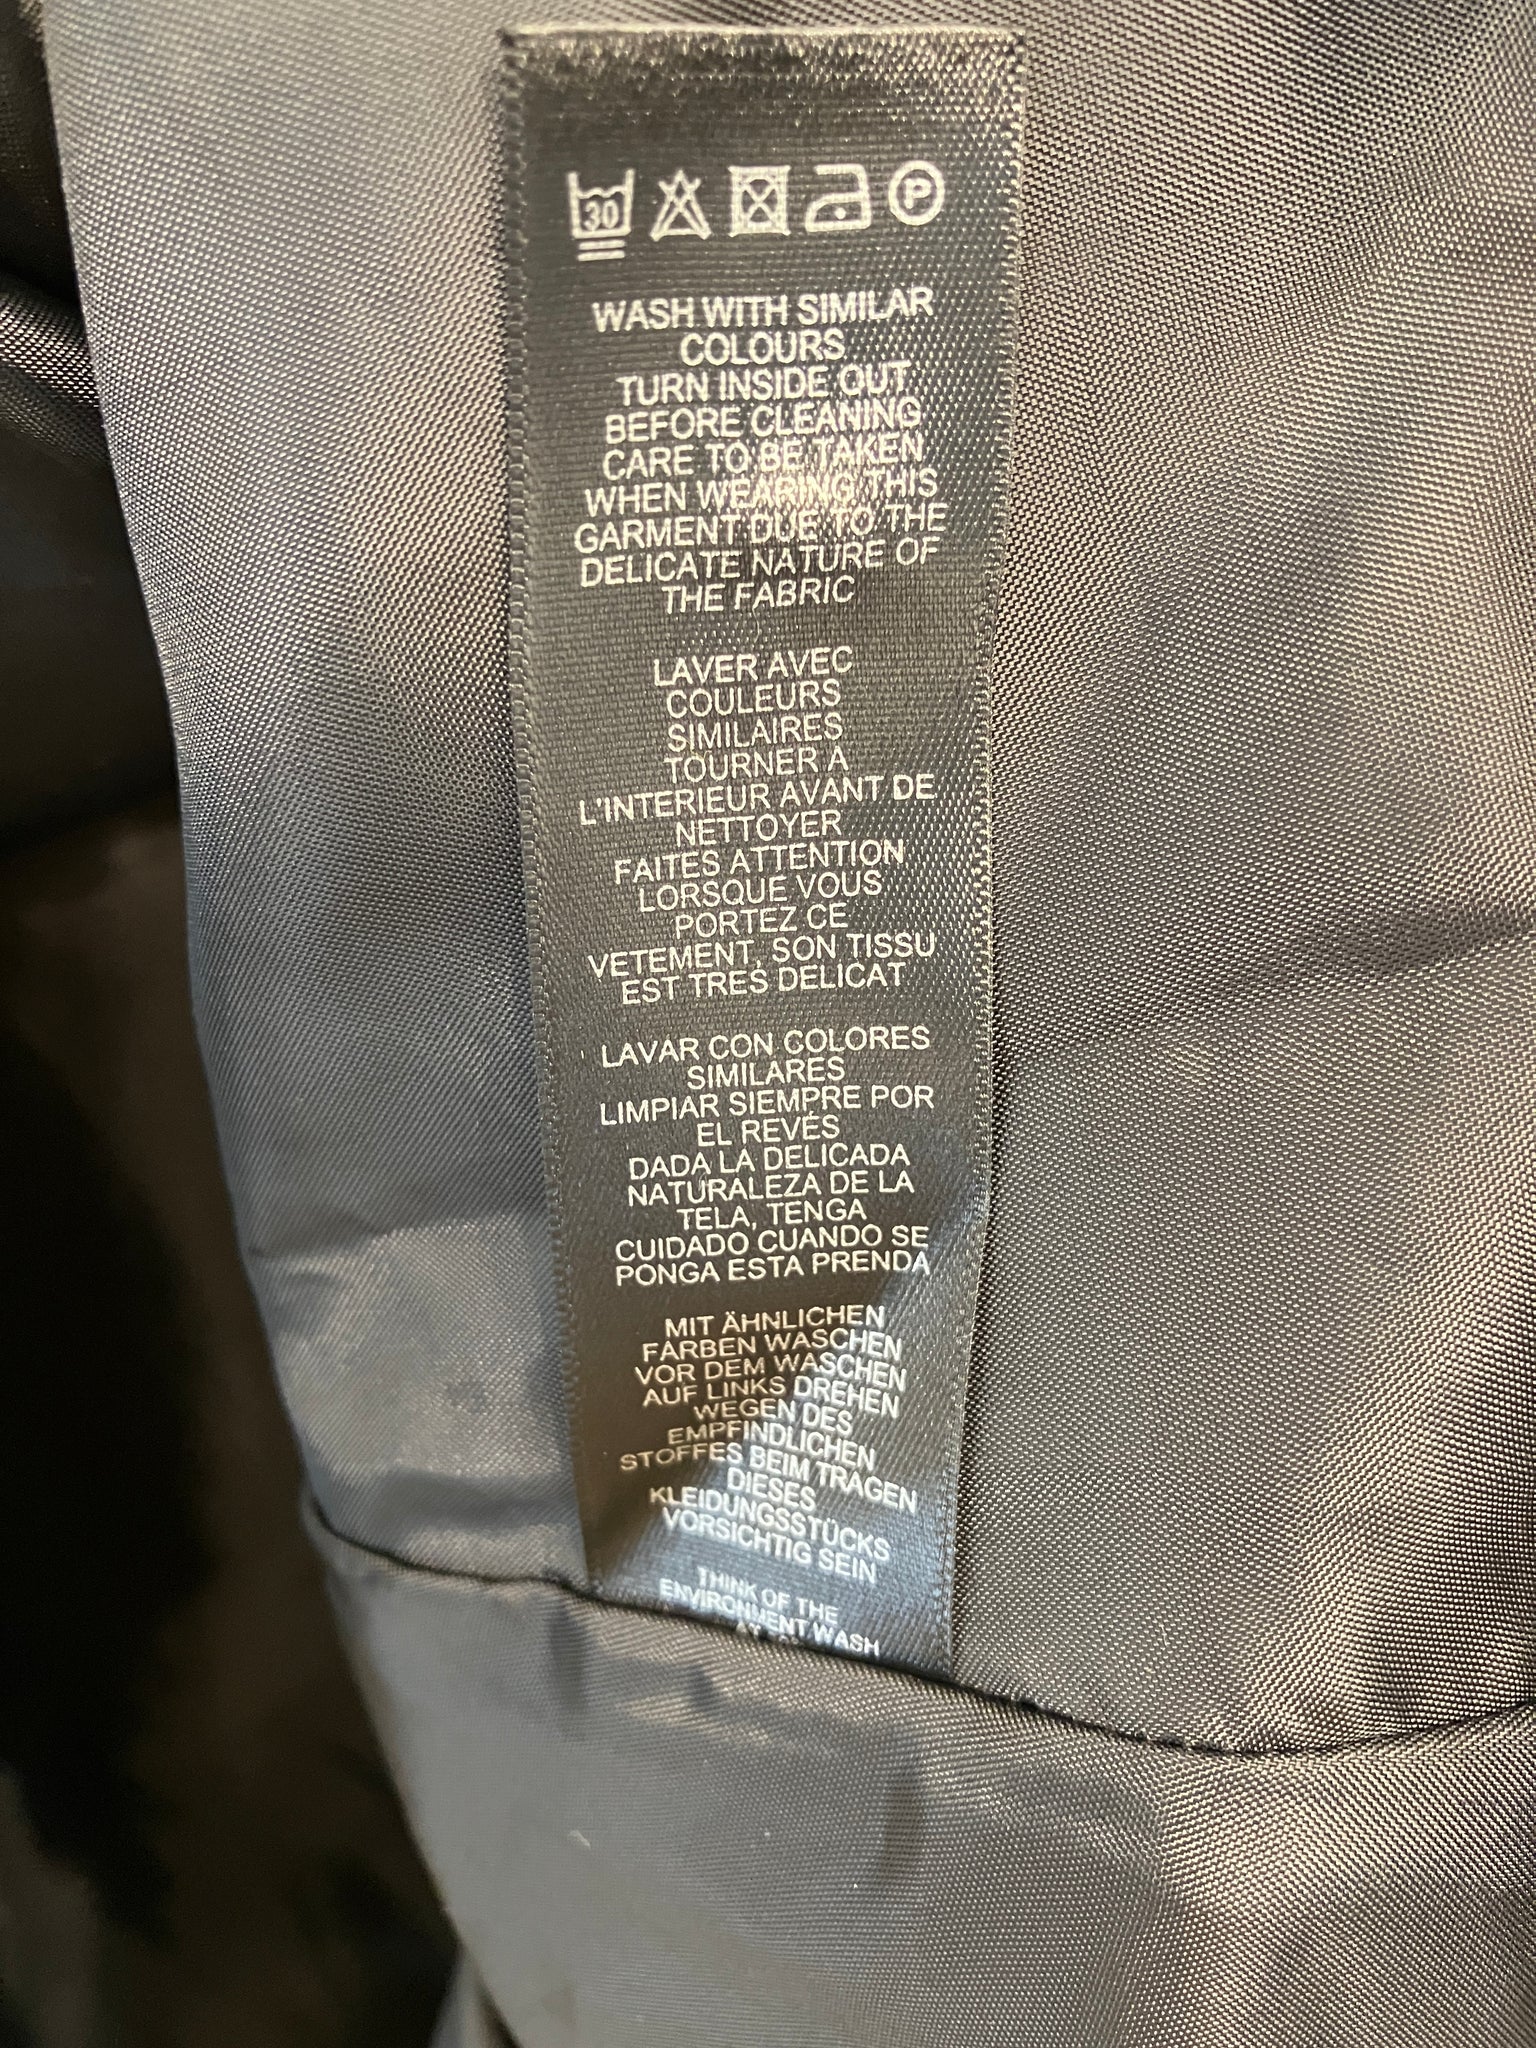 30 P
WASH WITH SIMILAR
COLOURS
TURN INSIDE OUT
BEFORE CLEANING
CARE TO BE TAKEN
WHEN WEARING THIS
GARMENT DUE TO THE
DELICATE NATURE OF
THE FABRIC
LAVER AVEC
COULEURS
SIMILAIRES
TOURNER A
L'INTERIEUR AVANT DE
NETTOYER
FAITES ATTENTION
LORSQUE VOUS
PORTEZ CE
VETEMENT, SON TISSU
EST TRES DELICAT
LAVAR CON COLORES
SIMILARES
LIMPIAR SIEMPRE POR
EL REVÉS
DADA LA DELICADA
NATURALEZA DE LA
TELA, TENGA
CUIDADO CUANDO SE
PONGA ESTA PRENDA
MIT ÄHNLICHEN
FARBEN WASCHEN
VOR DEM WASCHEN
AUF LINKS DREHEN
WEGEN DES
EMPFINDLICHEN
STOFFES BEIM TRAGEN
DIESES
KLEIDUNGSSTÜCKS
VORSICHTIG SEIN
THINK OF THE
ENVIRONMENT WASH
AT